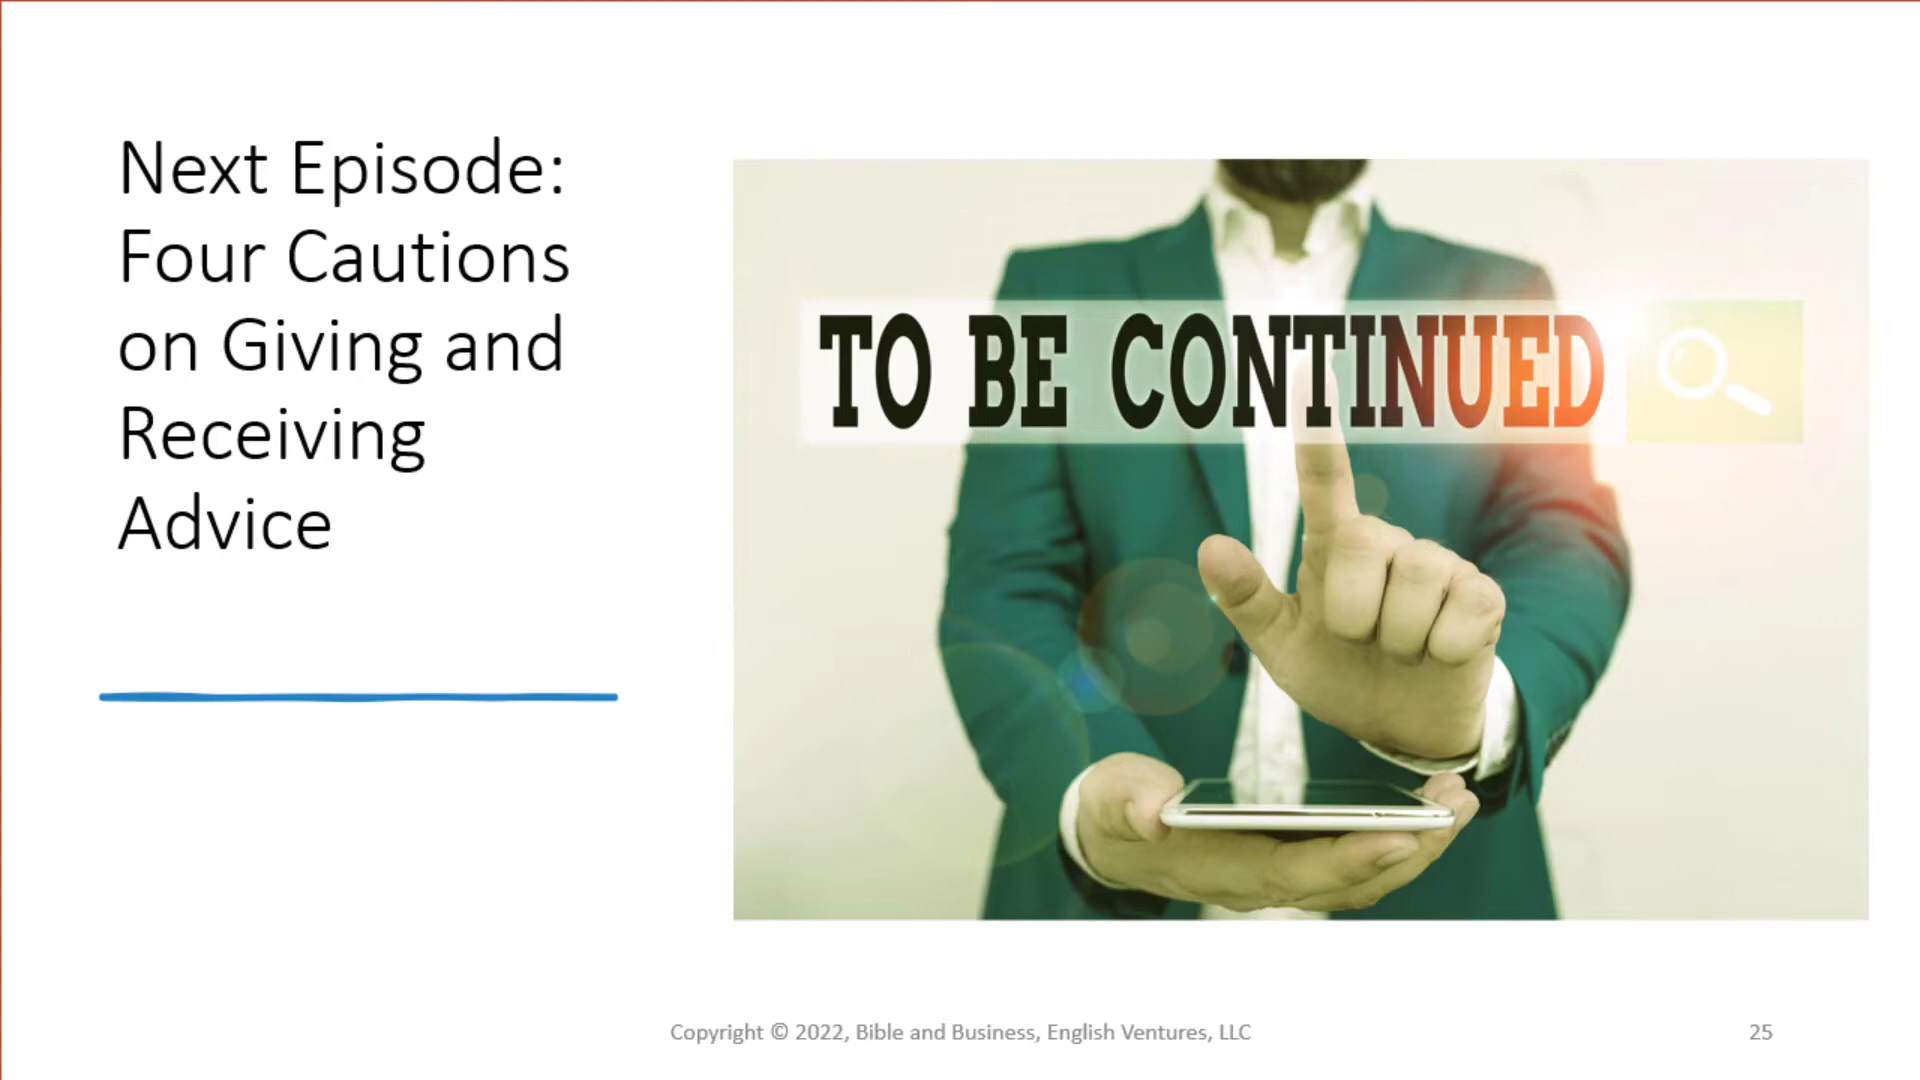 Next Episode:
Four Cautions
on Giving and
Receiving
Advice
TO BE CONTINUED
Copyright © 2022, Bible and Business, English Ventures, LLC
25